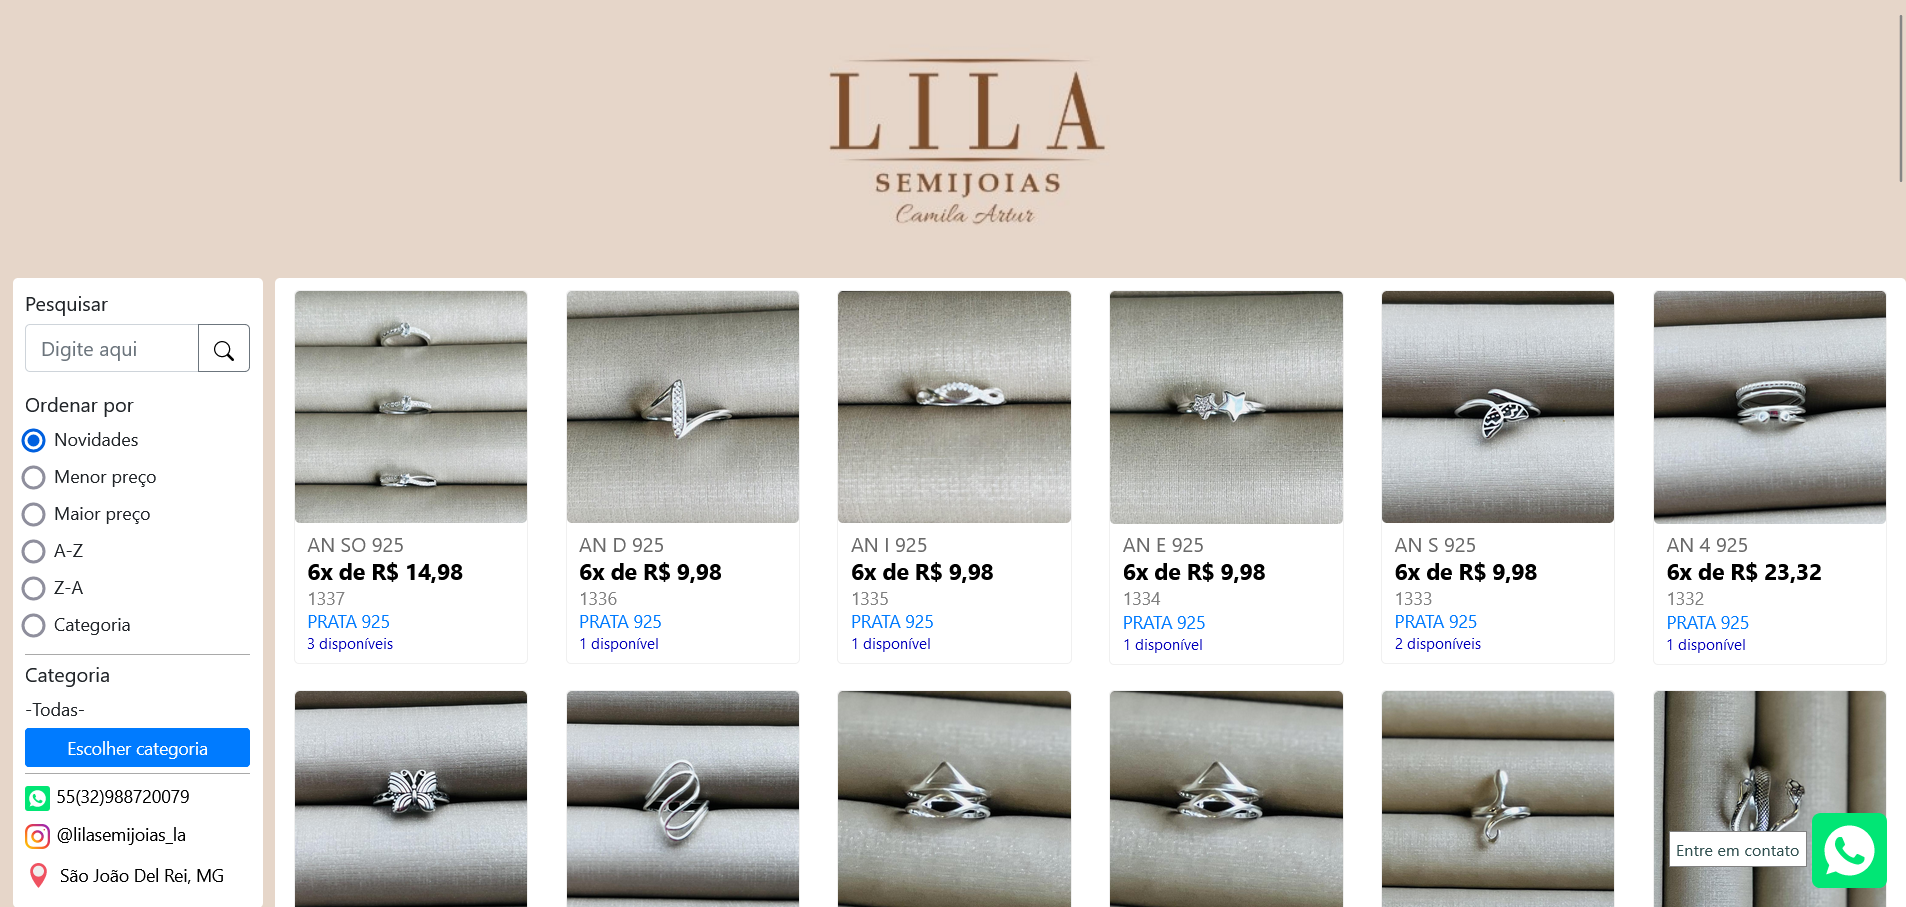 LILA
SEMIJOIAS
Camila Artur
Pesquisar
Digite aqui
Ordenar por
Novidades
Menor preço
Maior preço
A-Z
Z-A
Categoria
Categoria
-Todas-
Escolher categoria
55(32)988720079
@lilasemijoias_la
São João Del Rei, MG
AN SO 925
6x de R$ 14,98
1337
PRATA 925
3 disponíveis
AN D 925
6x de R$ 9,98
1336
PRATA 925
1 disponível
AN I 925
6x de R$ 9,98
1335
PRATA 925
1 disponível
AN E 925
6x de R$ 9,98
1334
PRATA 925
1 disponível
AN S 925
6x de R$ 9,98
1333
PRATA 925
2 disponíveis
AN 4 925
6x de R$ 23,32
1332
PRATA 925
1 disponível
Entre em contato